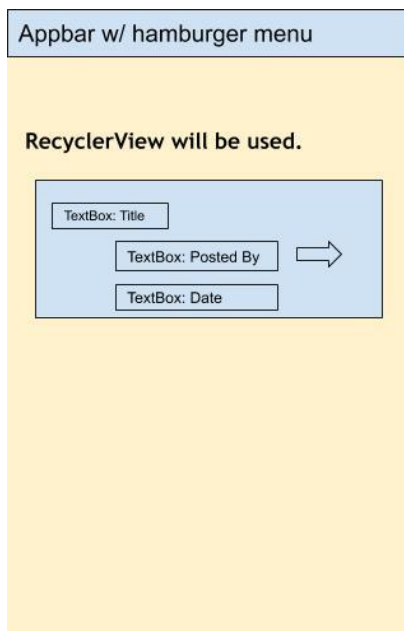 Appbar w/ hamburger menu
RecyclerView will be used.
TextBox: Title
TextBox: Posted By
TextBox: Date